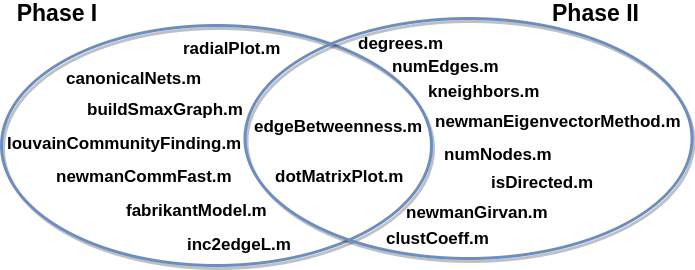 Phase I
Phase II
radialPlot.m
canonicalNets.m
buildSmaxGraph.m
louvainCommunityFinding.m
newmanCommFast.m
fabrikantModel.m
inc2edgeL.m
edgeBetweenness.m
dotMatrixPlot.m
degrees.m
numEdges.m
kneighbors.m
newmanEigenvectorMethod.m
numNodes.m
isDirected.m
newmanGirvan.m
clustCoeff.m